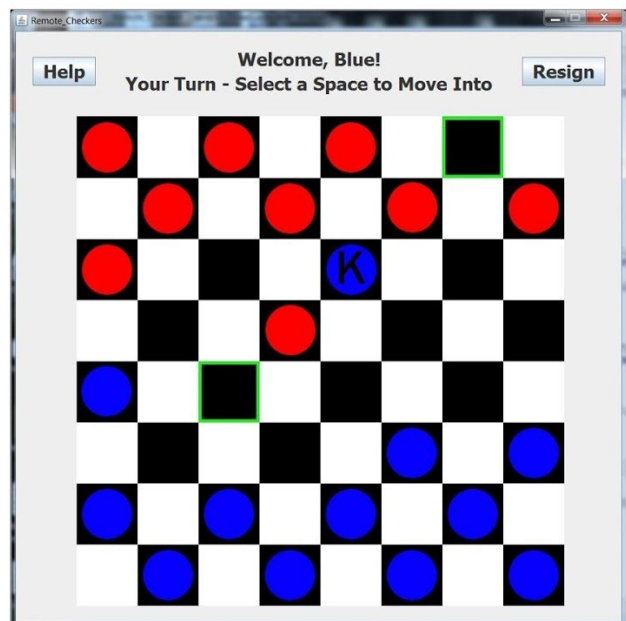 Remote_Checkers
Help
Welcome, Blue!
Your Turn - Select a Space to Move Into
Resign
K